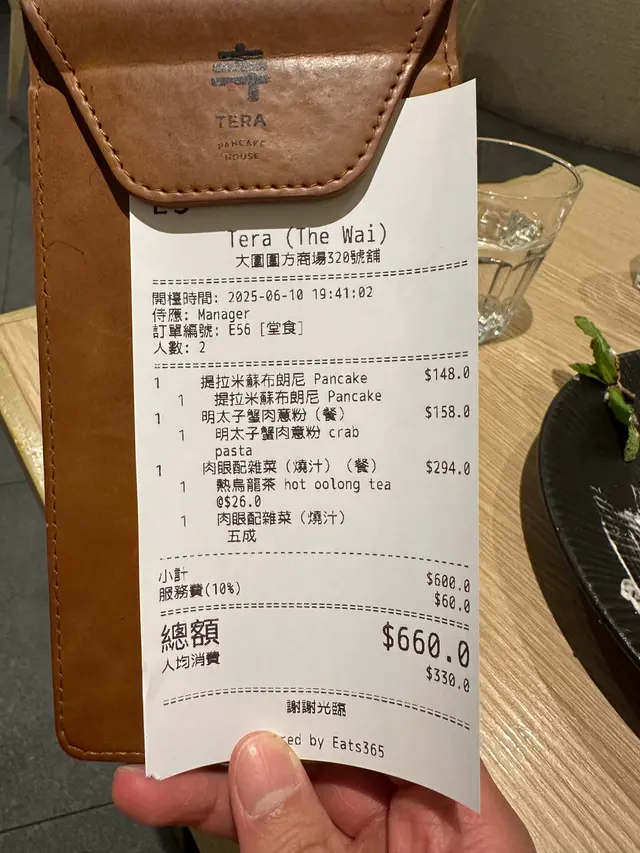 TERA
PANCAKE
HOUSE
Tera (The Wai)
大圍圍方商場320號舖
開檯時間: 2025-06-10 19:41:02
侍應: Manager
訂單編號: E56 [堂食]
人數: 2
1 提拉米蘇布朗尼 Pancake $148.0
1 提拉米蘇布朗尼 Pancake
1 明太子蟹肉意粉（餐） $158.0
1 明太子蟹肉意粉 crab
pasta
1 肉眼配雜菜（燒汁）（餐） $294.0
1 熱烏龍茶 hot oolong tea
@$26.0
1 肉眼配雜菜（燒汁）
五成
小計 $600.0
服務費(10%) $60.0
總額 $660.0
人均消費 $330.0
謝謝光臨
by Eats365